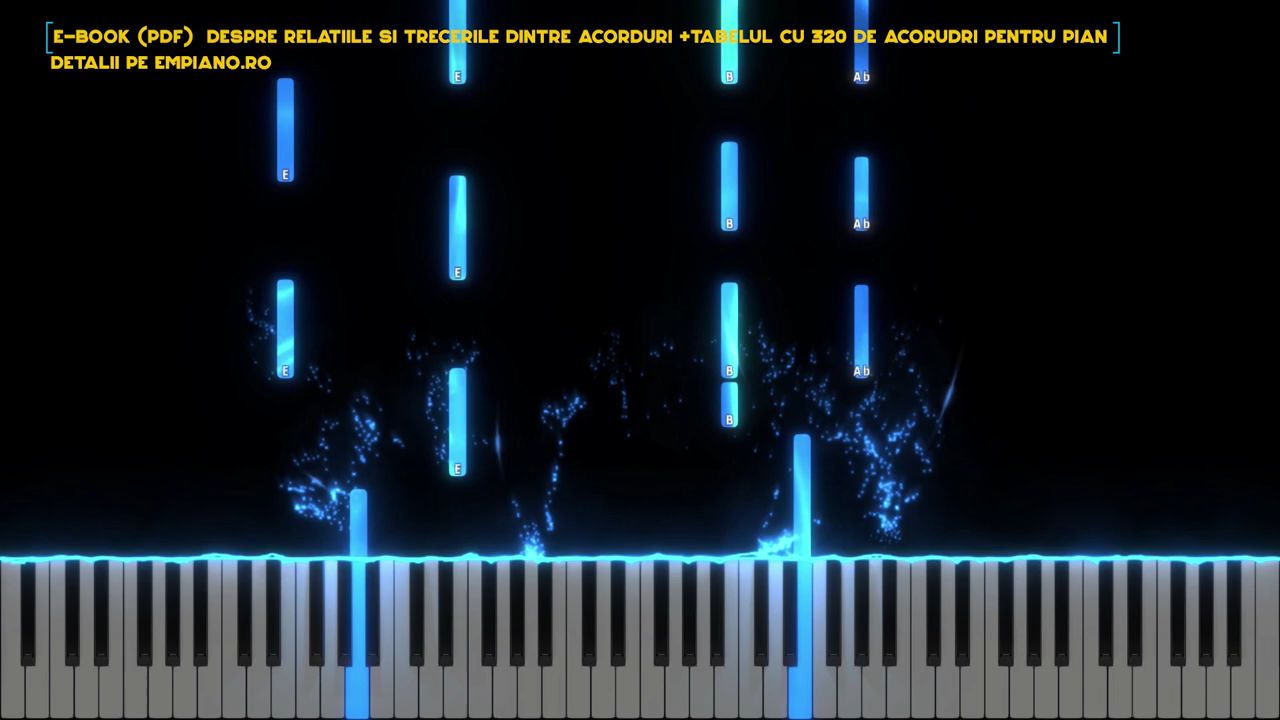 E-BOOK (PDF) DESPRE RELATIILE SI TRECERILE DINTRE ACORDURI +TABELUL CU 320 DE ACORUDRI PENTRU PIAN
DETALII PE EMPIANO.RO
E B Ab
E
B Ab
E
E B Ab
B
E